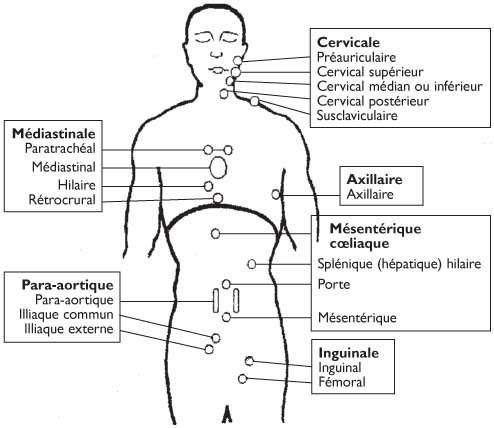 Cervicale
Préauriculaire
Cervical supérieur
Cervical médian ou inférieur
Cervical postérieur
Susclaviculaire
Médiastinale
Paratrachéal
Médiastinal
Hilaire
Rétrocrural
Axillaire
Axillaire
Mésentérique
cœliaque
Splénique (hépatique) hilaire
Porte
Mésentérique
Para-aortique
Para-aortique
Illiaque commun
Illiaque externe
Inguinale
Inguinal
Fémoral